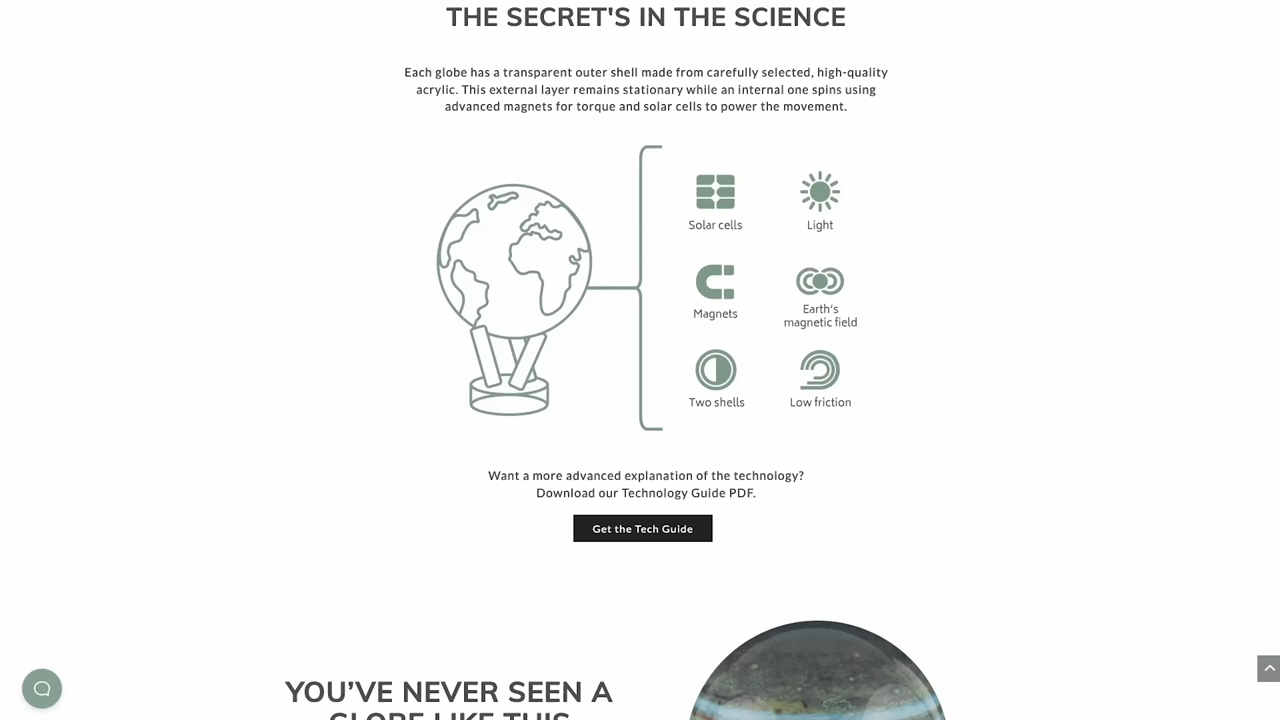 THE SECRET'S IN THE SCIENCE
Each globe has a transparent outer shell made from carefully selected, high-quality
acrylic. This external layer remains stationary while an internal one spins using
advanced magnets for torque and solar cells to power the movement.
Solar cells
Light
Magnets
Earth's
magnetic field
Two shells
Low friction
Want a more advanced explanation of the technology?
Download our Technology Guide PDF.
Get the Tech Guide
YOU’VE NEVER SEEN A
GLOBE LIKE THIS